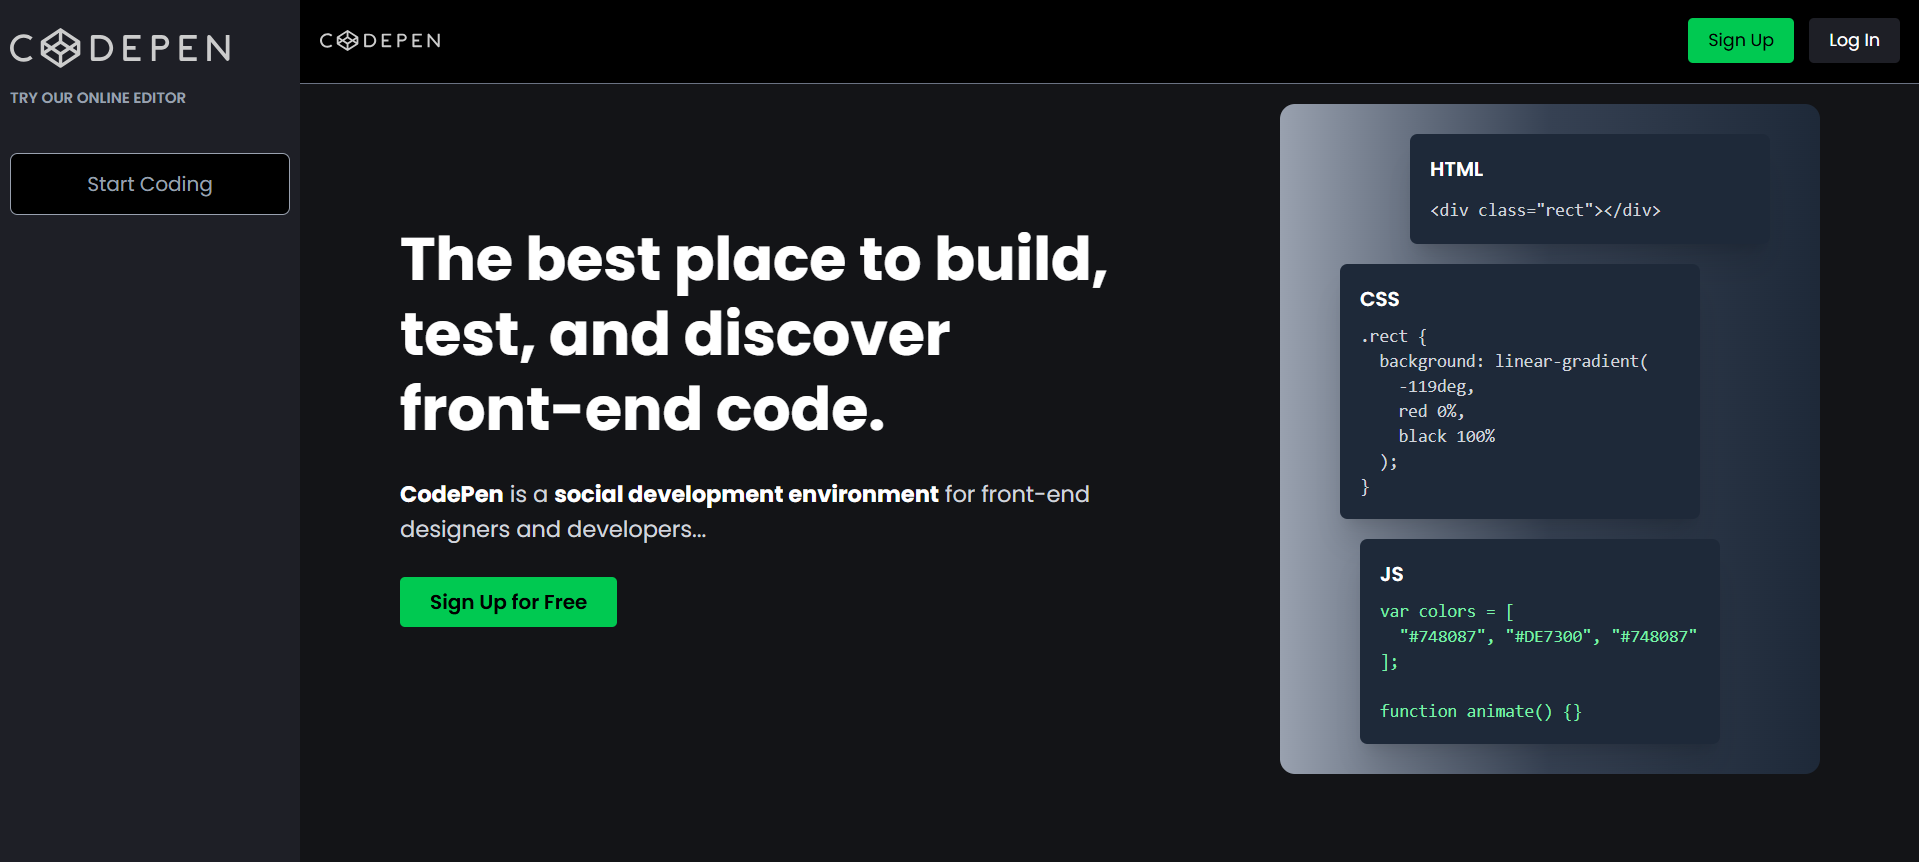 CODEPEN
TRY OUR ONLINE EDITOR
Start Coding
CODEPEN
Sign Up
Log In
The best place to build,
test, and discover
front-end code.
CodePen is a social development environment for front-end
designers and developers...
Sign Up for Free
HTML
<div class="rect"></div>
CSS
.rect {
  background: linear-gradient(
    -119deg,
    red 0%,
    black 100%
  );
}
JS
var colors = [
  "#748087", "#DE7300", "#748087"
];
function animate() {}